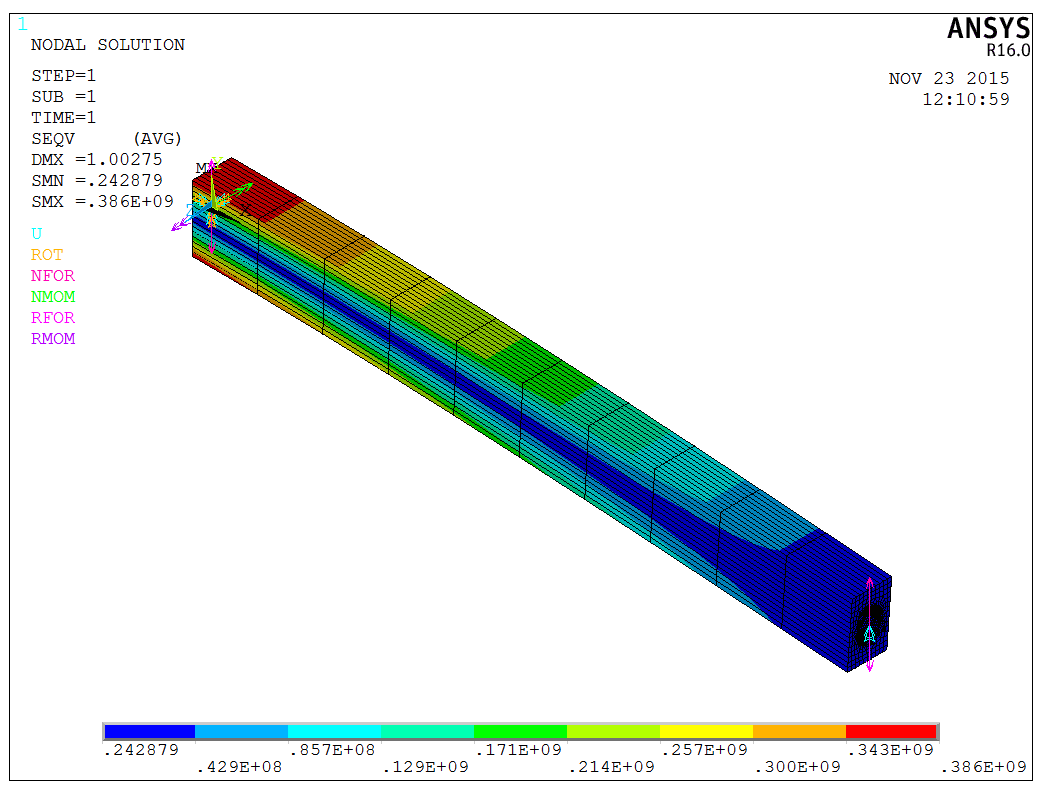 1
NODAL SOLUTION
STEP=1
SUB =1
TIME=1
SEQV (AVG)
DMX =1.00275
SMN =.242879
SMX =.386E+09
U
ROT
NFOR
NMOM
RFOR
RMOM
ANSYS
R16.0
NOV 23 2015
12:10:59
MX
Y
X
Z
.242879
.429E+08
.857E+08
.129E+09
.171E+09
.214E+09
.257E+09
.300E+09
.343E+09
.386E+09